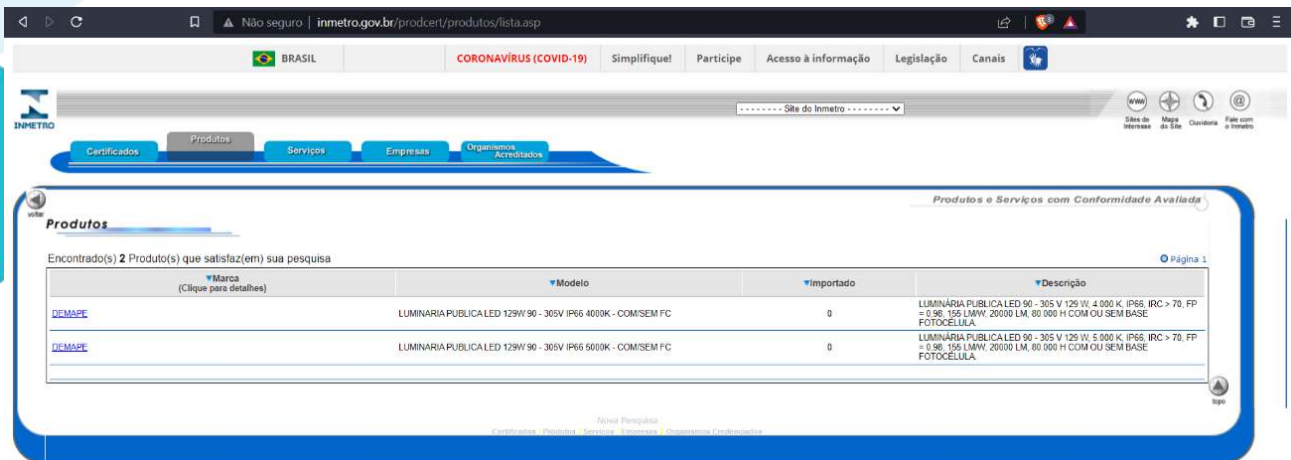 Não seguro | inmetro.gov.br/prodcert/produtos/lista.asp
BRASIL CORONAVÍRUS (COVID-19) Simplifique! Participe Acesso à informação Legislação Canais
INMETRO
- - - - - - - - Site do Inmetro - - - - - - - -
www
Sites de Interesse
Mapa do Site
Ouvidoria
Fale com o Inmetro
Certificados
Produtos
Serviços
Empresas
Organismos
Acreditados
voltar
Produtos e Serviços com Conformidade Avaliada
Produtos
Encontrado(s) 2 Produto(s) que satisfaz(em) sua pesquisa
Página 1
Marca
(Clique para detalhes)
Modelo
Importado
Descrição
DEMAPE
LUMINARIA PUBLICA LED 129W 90 - 305V IP66 4000K - COM/SEM FC
0
LUMINÁRIA PUBLICA LED 90 - 305 V 129 W, 4.000 K, IP66, IRC > 70, FP
= 0,98, 155 LM/W, 20000 LM, 80.000 H COM OU SEM BASE
FOTOCÉLULA.
DEMAPE
LUMINARIA PUBLICA LED 129W 90 - 305V IP66 5000K - COM/SEM FC
0
LUMINÁRIA PUBLICA LED 90 - 305 V 129 W, 5.000 K, IP66, IRC > 70, FP
= 0,98, 155 LM/W, 20000 LM, 80.000 H COM OU SEM BASE
FOTOCÉLULA.
topo
Nova Pesquisa
Certificados / Produtos / Serviços / Empresas / Organismos Credenciados